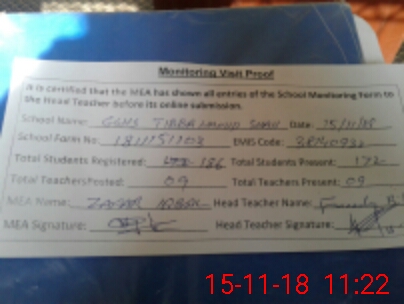 Monitoring Visit Proof
It is certified that the MEA has shown all entries of the School Monitoring Form to
the Head Teacher before its online submission.
School Name: GGHS TIBBA Date: 15/11/18
School Form No: EMIS Code:
Total Students Registered: 186 Total Students Present: 172
Total Teachers Posted: 09 Total Teachers Present: 09
MEA Name: ZAFAR IQBAL Head Teacher Name:
MEA Signature: Head Teacher Signature:
15-11-18 11:22